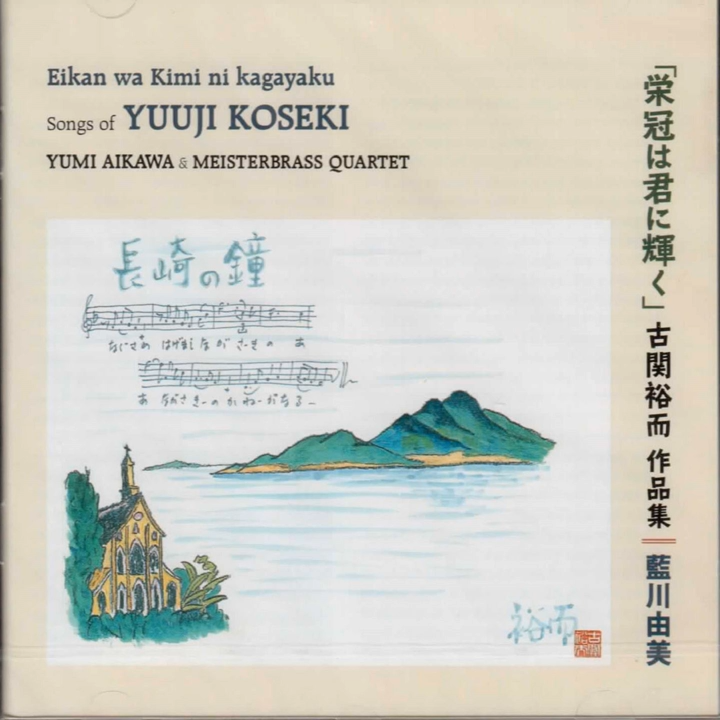 Eikan wa Kimi ni kagayaku
Songs of YUUJI KOSEKI
YUMI AIKAWA & MEISTERBRASS QUARTET
「栄冠は君に輝く」古関裕而 作品集 藍川由美
長崎の鐘
なぐさめ はげまし ながさきの あ
あ ながさきーの かねーがなるー
裕而